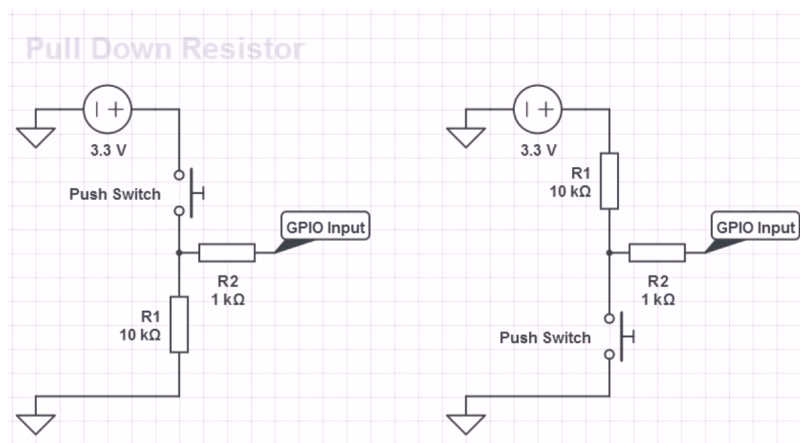 Pull Down Resistor
3.3 V
Push Switch
GPIO Input
R2
1 kΩ
R1
10 kΩ
3.3 V
R1
10 kΩ
GPIO Input
R2
1 kΩ
Push Switch